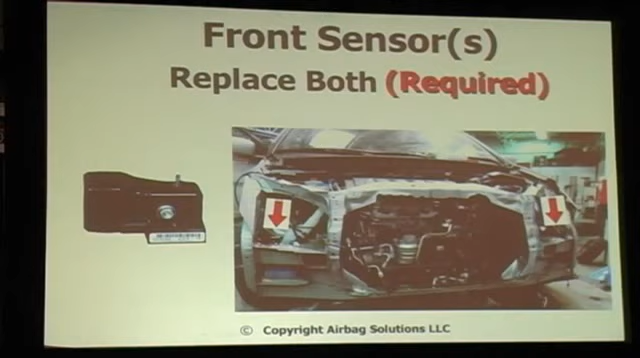 Front Sensor(s)
Replace Both (Required)
© Copyright Airbag Solutions LLC